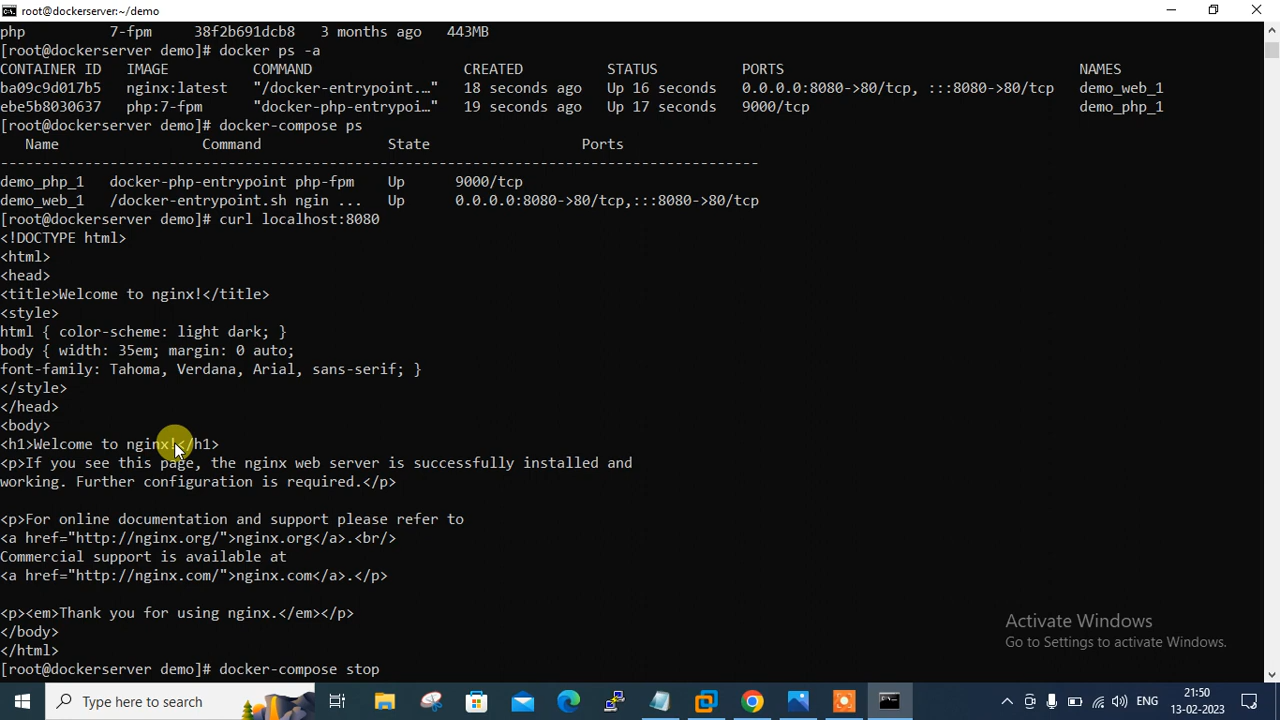 root@dockerserver:~/demo
php 7-fpm 38f2b691dcb8 3 months ago 443MB
[root@dockerserver demo]# docker ps -a
CONTAINER ID IMAGE COMMAND CREATED STATUS PORTS NAMES
ba09c9d017b5 nginx:latest "/docker-entrypoint.…" 18 seconds ago Up 16 seconds 0.0.0.0:8080->80/tcp, :::8080->80/tcp demo_web_1
ebe5b8030637 php:7-fpm "docker-php-entrypoi…" 19 seconds ago Up 17 seconds 9000/tcp demo_php_1
[root@dockerserver demo]# docker-compose ps
Name Command State Ports
---------------------------------------------------------------------------------------
demo_php_1 docker-php-entrypoint php-fpm Up 9000/tcp
demo_web_1 /docker-entrypoint.sh ngin ... Up 0.0.0.0:8080->80/tcp,:::8080->80/tcp
[root@dockerserver demo]# curl localhost:8080
<!DOCTYPE html>
<html>
<head>
<title>Welcome to nginx!</title>
<style>
html { color-scheme: light dark; }
body { width: 35em; margin: 0 auto;
font-family: Tahoma, Verdana, Arial, sans-serif; }
</style>
</head>
<body>
<h1>Welcome to nginx!</h1>
<p>If you see this page, the nginx web server is successfully installed and
working. Further configuration is required.</p>
<p>For online documentation and support please refer to
<a href="http://nginx.org/">nginx.org</a>.<br/>
Commercial support is available at
<a href="http://nginx.com/">nginx.com</a>.</p>
<p><em>Thank you for using nginx.</em></p>
</body>
</html>
[root@dockerserver demo]# docker-compose stop
Activate Windows
Go to Settings to activate Windows.
Type here to search
ENG
21:50
13-02-2023